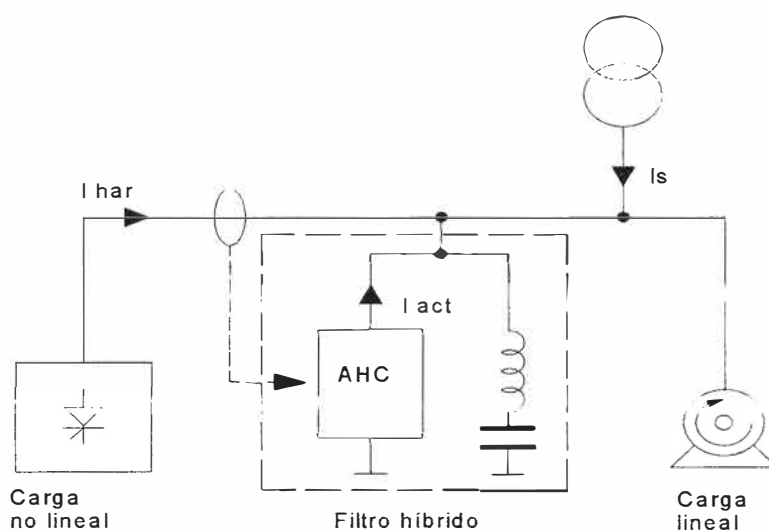 I har
Is
I act
AHC
Carga
no lineal
Filtro híbrido
Carga
lineal